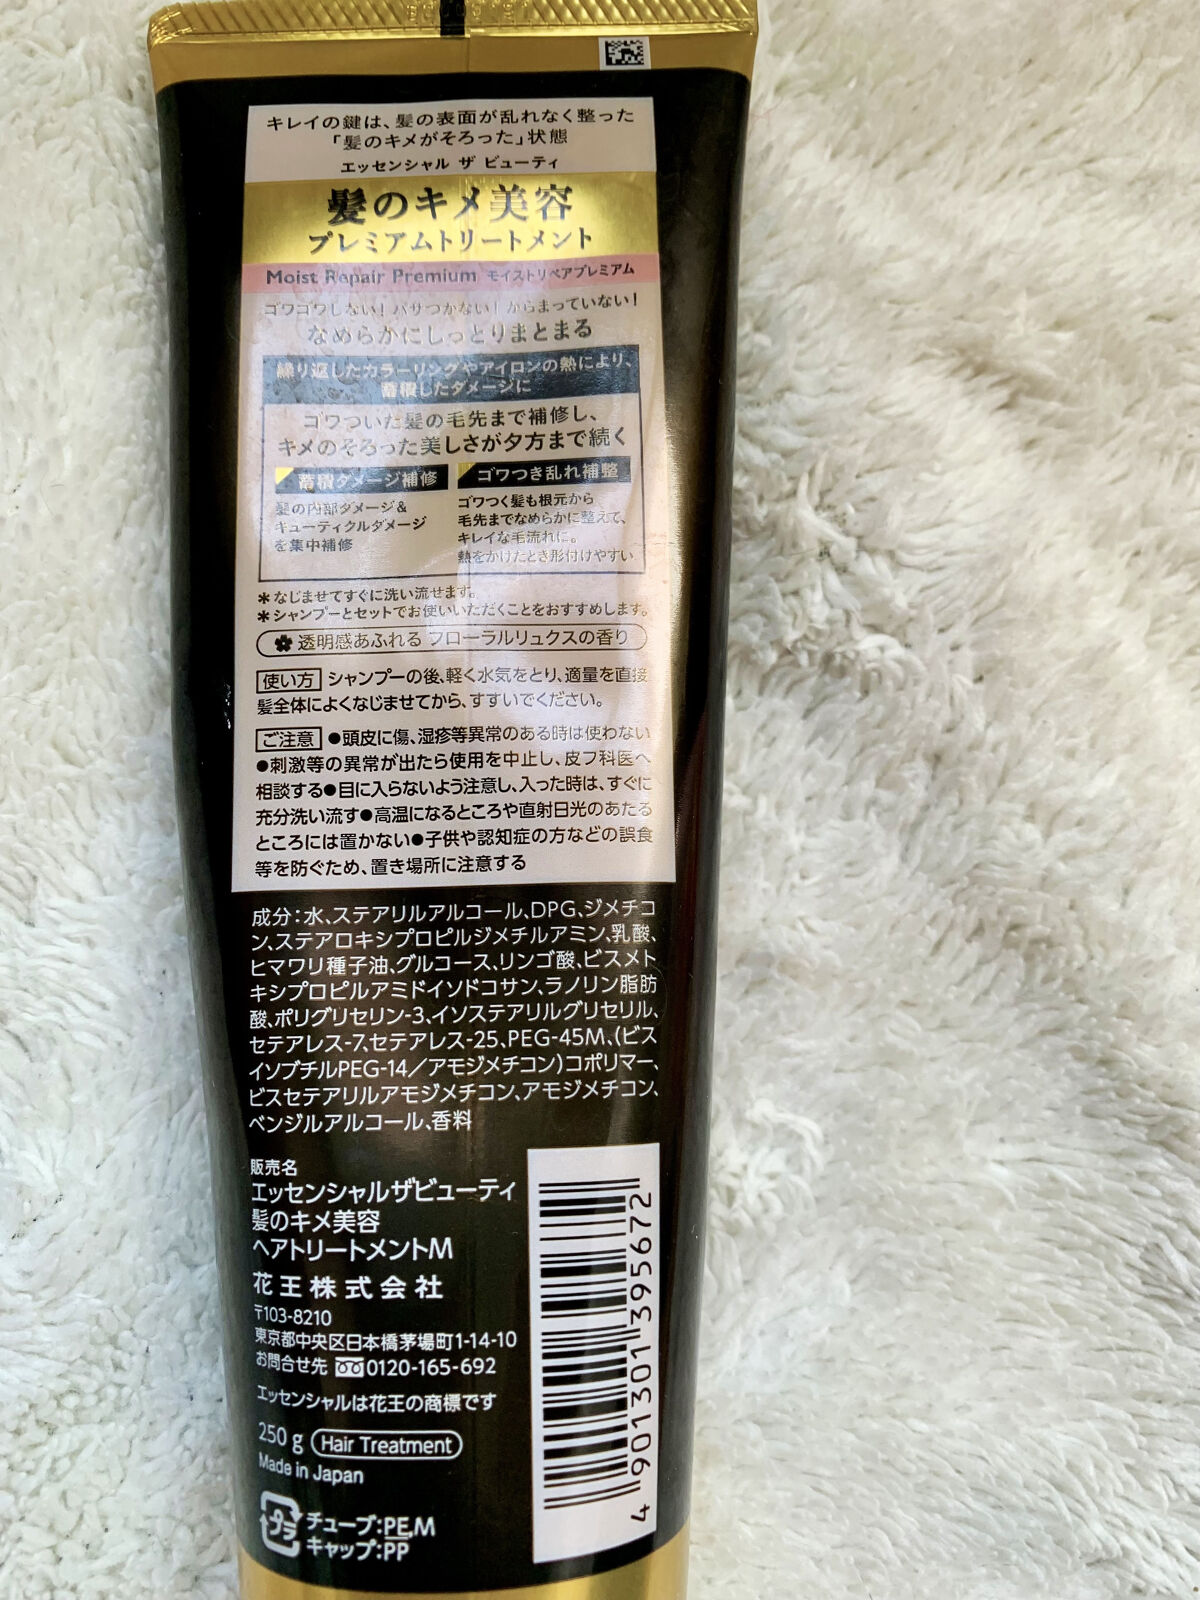 キレイの鍵は、髪の表面が乱れなく整った
「髪のキメがそろった」状態
エッセンシャル ザ ビューティ
髪のキメ美容
プレミアムトリートメント
Moist Repair Premium モイストリペアプレミアム
ゴワゴワしない! パサつかない! からまっていない!
なめらかにしっとりまとまる
繰り返したカラーリングやアイロンの熱により、
蓄積したダメージに
ゴワついた髪の毛先まで補修し、
キメのそろった美しさが夕方まで続く
蓄積ダメージ補修
髪の内部ダメージ&
キューティクルダメージ
を集中補修
ゴワつき乱れ補整
ゴワつく髪も根元から
毛先までなめらかに整えて、
キレイな毛流れに。
熱をかけたとき形付けやすい
*なじませてすぐに洗い流せます。
*シャンプーとセットでお使いいただくことをおすすめします。
透明感あふれる フローラルリュクスの香り
使い方 シャンプーの後、軽く水気をとり、適量を直接
髪全体によくなじませてから、すすいでください。
ご注意 ●頭皮に傷、湿疹等異常のある時は使わない
●刺激等の異常が出たら使用を中止し、皮フ科医へ
相談する●目に入らないよう注意し、入った時は、すぐに
充分洗い流す●高温になるところや直射日光のあたる
ところには置かない●子供や認知症の方などの誤食
等を防ぐため、置き場所に注意する
成分:水、ステアリルアルコール、DPG、ジメチコ
ン、ステアロキシプロピルジメチルアミン、乳酸、
ヒマワリ種子油、グルコース、リンゴ酸、ビスメト
キシプロピルアミドイソドコサン、ラノリン脂肪
酸、ポリグリセリン-3、イソステアリルグリセリル、
セテアレス-7、セテアレス-25、PEG-45M、(ビス
イソブチルPEG-14/アモジメチコン)コポリマー、
ビスセテアリルアモジメチコン、アモジメチコン、
ベンジルアルコール、香料
販売名
エッセンシャルザビューティ
髪のキメ美容
ヘアトリートメントM
花王株式会社
〒103-8210
東京都中央区日本橋茅場町1-14-10
お問合せ先 0120-165-692
エッセンシャルは花王の商標です
250 g Hair Treatment
Made in Japan
プラ チューブ:PE,M
キャップ:PP
4 901301 395672